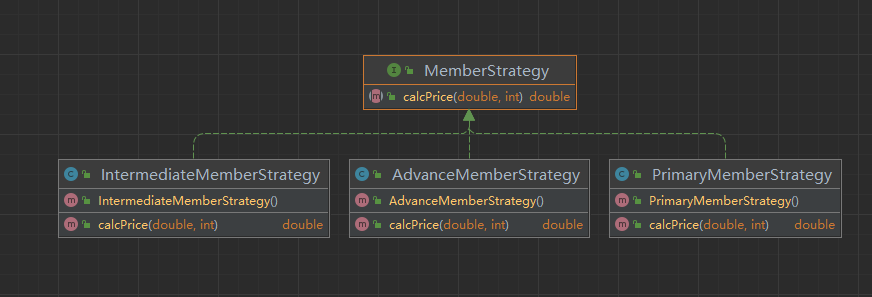 MemberStrategy
calcPrice(double, int) double
IntermediateMemberStrategy
IntermediateMemberStrategy()
calcPrice(double, int) double
AdvanceMemberStrategy
AdvanceMemberStrategy()
calcPrice(double, int) double
PrimaryMemberStrategy
PrimaryMemberStrategy()
calcPrice(double, int) double